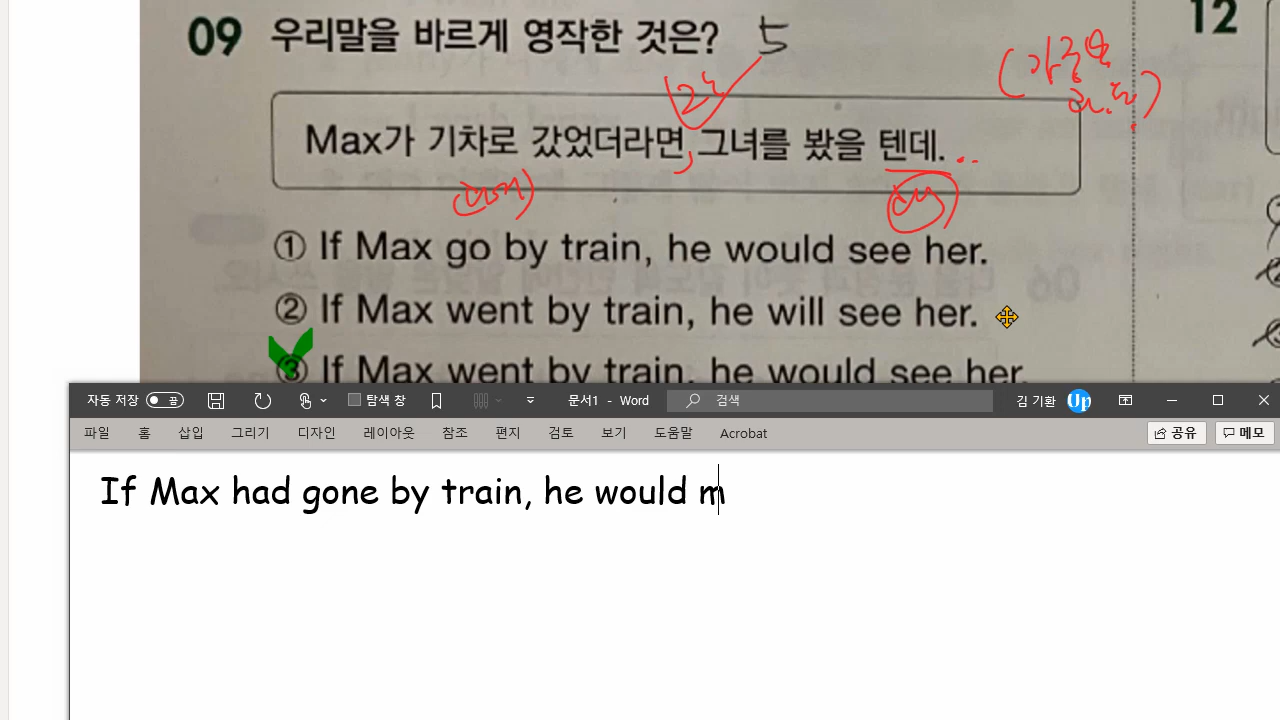 12
09 우리말을 바르게 영작한 것은? 5
Max가 기차로 갔었더라면, 그녀를 봤을 텐데...
① If Max go by train, he would see her.
② If Max went by train, he will see her.
③ If Max went by train, he would see her.
자동 저장 끔 탐색 창 문서1 - Word 검색 김 기환 Up
파일 홈 삽입 그리기 디자인 레이아웃 참조 편지 검토 보기 도움말 Acrobat 공유 메모
If Max had gone by train, he would m